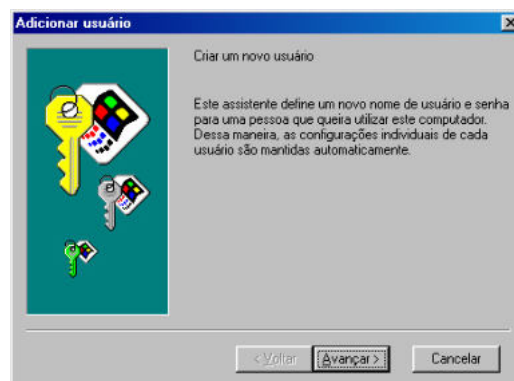 Adicionar usuário
Criar um novo usuário
Este assistente define um novo nome de usuário e senha
para uma pessoa que queira utilizar este computador.
Dessa maneira, as configurações individuais de cada
usuário são mantidas automaticamente.
< Voltar
Avançar >
Cancelar